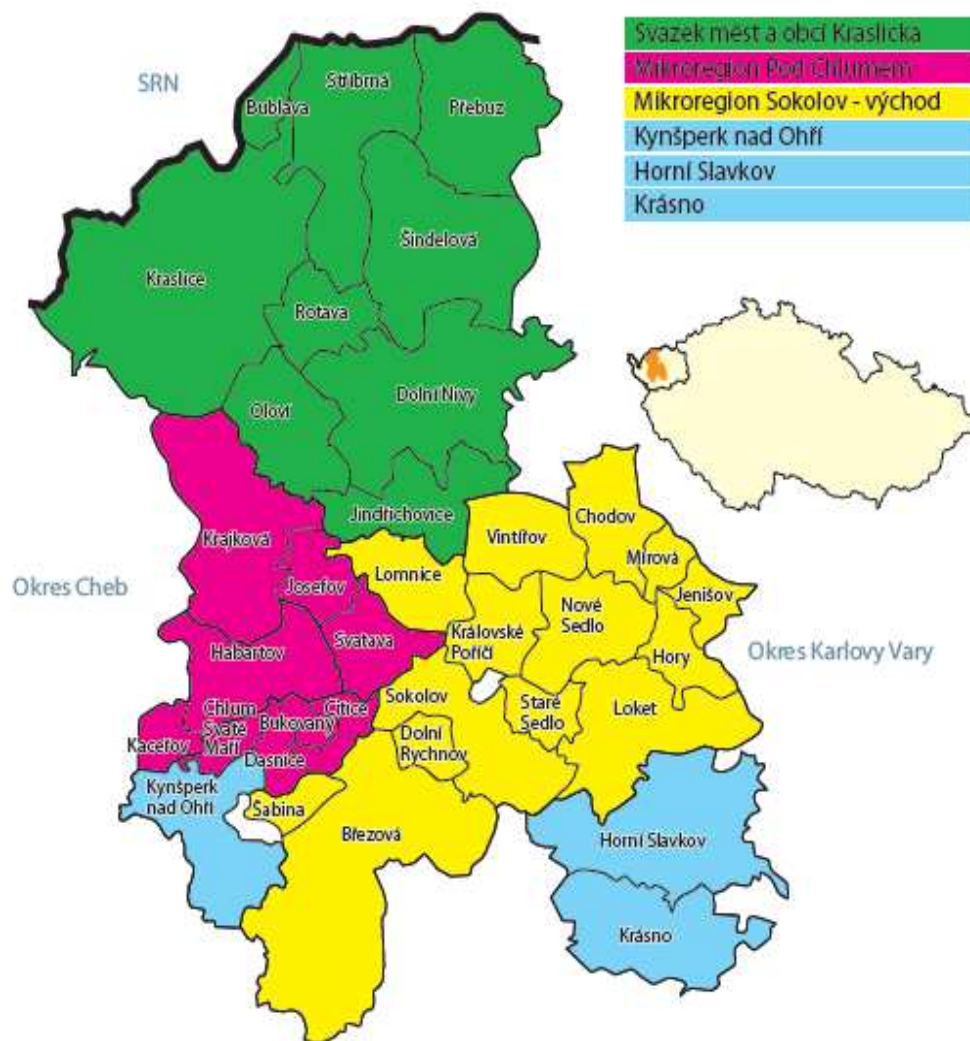 Svazek měst a obcí Kraslicka
Mikroregion Pod Chlumem
Mikroregion Sokolov - východ
Kynšperk nad Ohří
Horní Slavkov
Krásno
SRN
Bublava
Stříbrná
Přebuz
Kraslice
Šindelová
Rotava
Oloví
Dolní Nivy
Jindřichovice
Krajková
Josefov
Lomnice
Vintířov
Chodov
Mírová
Jenišov
Okres Cheb
Habartov
Svatava
Královské
Poříčí
Nové
Sedlo
Hory
Okres Karlovy Vary
Kaceřov
Chlum
Svaté
Maří
Bukovany
Citice
Dasnice
Sokolov
Dolní
Rychnov
Staré
Sedlo
Loket
Kynšperk
nad Ohří
Šabina
Březová
Horní Slavkov
Krásno